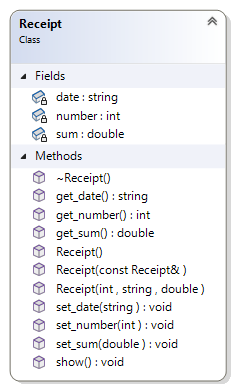 Receipt
Class
Fields
date : string
number : int
sum : double
Methods
~Receipt()
get_date() : string
get_number() : int
get_sum() : double
Receipt()
Receipt(const Receipt& )
Receipt(int , string , double )
set_date(string ) : void
set_number(int ) : void
set_sum(double ) : void
show() : void